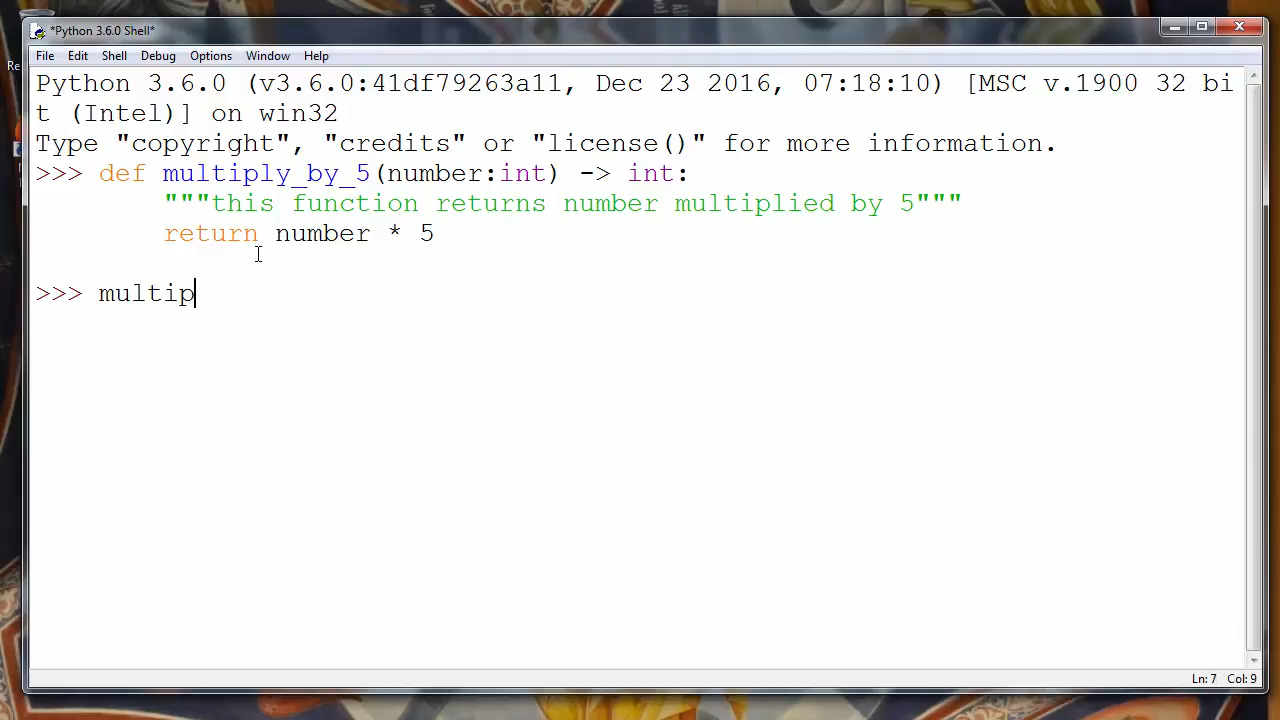 *Python 3.6.0 Shell*
File Edit Shell Debug Options Window Help
Python 3.6.0 (v3.6.0:41df79263a11, Dec 23 2016, 07:18:10) [MSC v.1900 32 bi
t (Intel)] on win32
Type "copyright", "credits" or "license()" for more information.
>>> def multiply_by_5(number:int) -> int:
"""this function returns number multiplied by 5"""
return number * 5
>>> multip
Ln: 7 Col: 9
Re